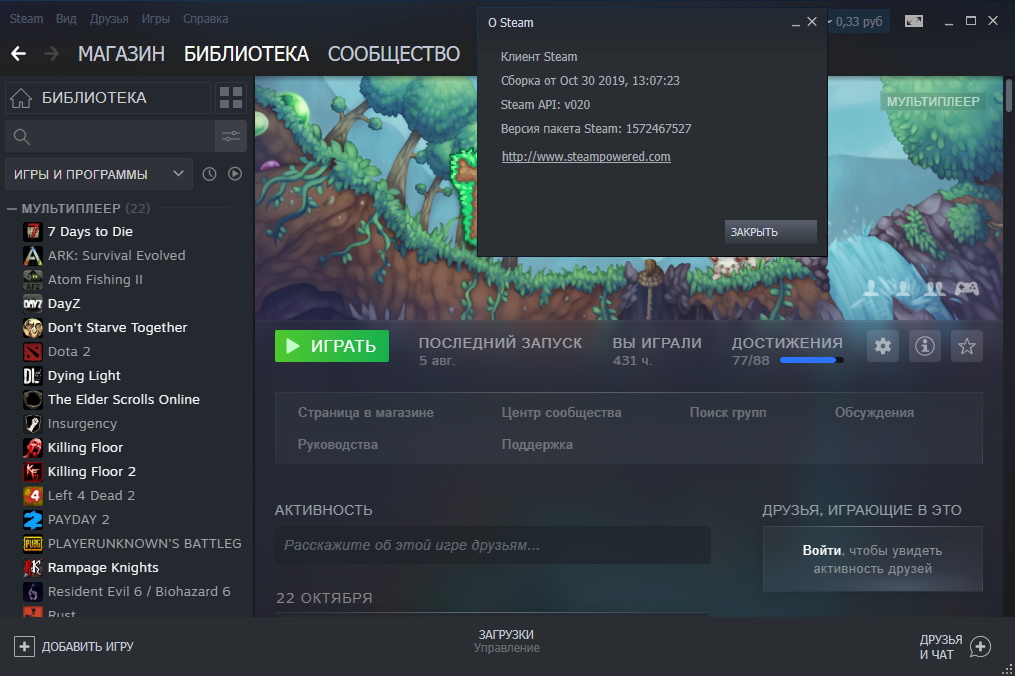 Steam Вид Друзья Игры Справка
0,33 руб
МАГАЗИН БИБЛИОТЕКА СООБЩЕСТВО
О Steam
Клиент Steam
Сборка от Oct 30 2019, 13:07:23
Steam API: v020
Версия пакета Steam: 1572467527
http://www.steampowered.com
ЗАКРЫТЬ
БИБЛИОТЕКА
ИГРЫ И ПРОГРАММЫ
МУЛЬТИПЛЕЕР (22)
7 Days to Die
ARK: Survival Evolved
Atom Fishing II
DayZ
Don't Starve Together
Dota 2
Dying Light
The Elder Scrolls Online
Insurgency
Killing Floor
Killing Floor 2
Left 4 Dead 2
PAYDAY 2
PLAYERUNKNOWN'S BATTLEG
Rampage Knights
Resident Evil 6 / Biohazard 6
Rust
МУЛЬТИПЛЕЕР
ИГРАТЬ
ПОСЛЕДНИЙ ЗАПУСК
5 авг.
ВЫ ИГРАЛИ
431 ч.
ДОСТИЖЕНИЯ
77/88
Страница в магазине Центр сообщества Поиск групп Обсуждения
Руководства Поддержка
АКТИВНОСТЬ
Расскажите об этой игре друзьям...
22 ОКТЯБРЯ
ДРУЗЬЯ, ИГРАЮЩИЕ В ЭТО
Войти, чтобы увидеть
активность друзей
ДОБАВИТЬ ИГРУ
ЗАГРУЗКИ
Управление
ДРУЗЬЯ
И ЧАТ